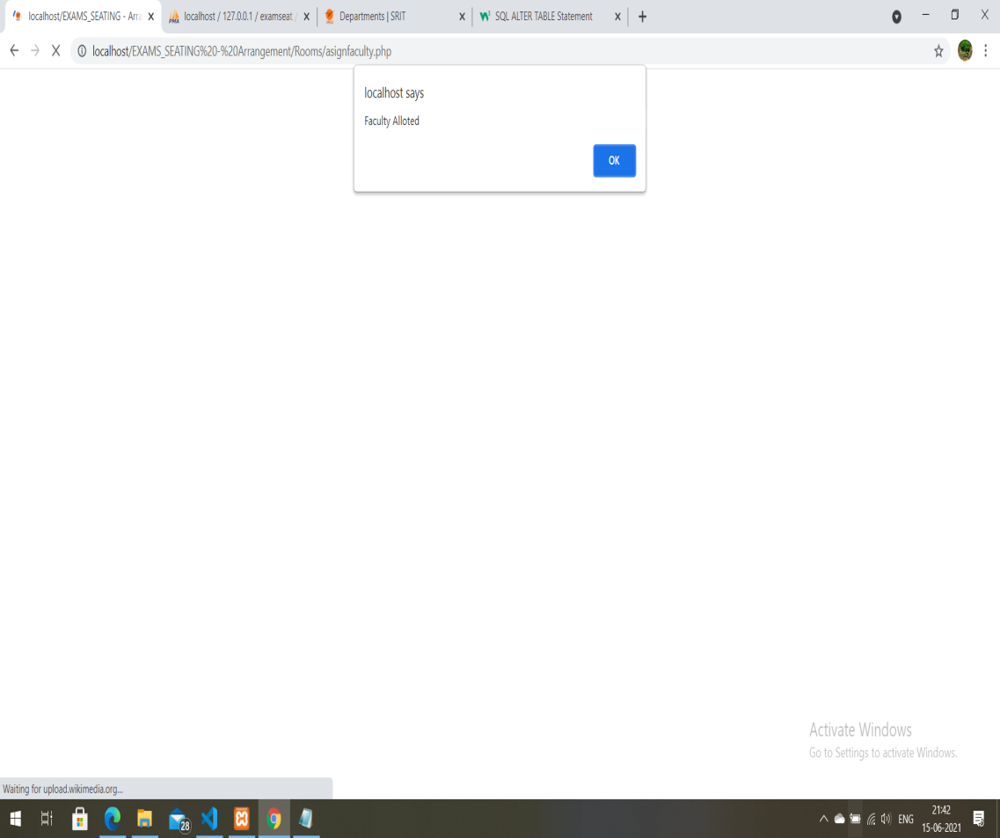 localhost/EXAMS_SEATING - Arra
localhost / 127.0.0.1 / examseat /
Departments | SRIT
SQL ALTER TABLE Statement
localhost/EXAMS_SEATING%20-%20Arrangement/Rooms/asignfaculty.php
localhost says
Faculty Alloted
OK
Activate Windows
Go to Settings to activate Windows.
Waiting for upload.wikimedia.org...
28
ENG
21:42
15-06-2021